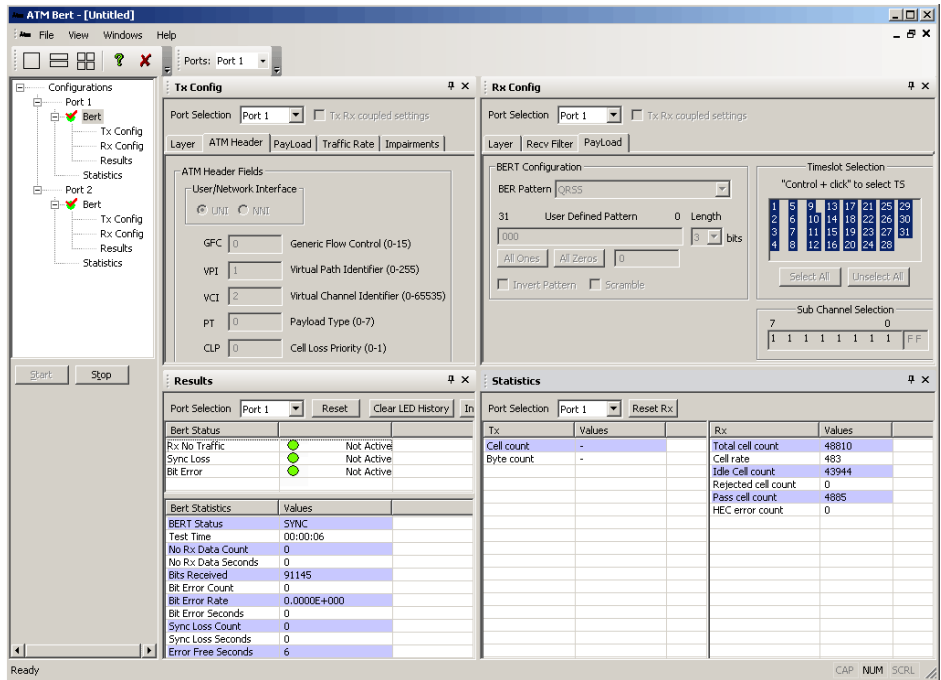 ATM Bert - [Untitled]
File View Windows Help
Ports: Port 1
Configurations
Port 1
Bert
Tx Config
Rx Config
Results
Statistics
Port 2
Bert
Tx Config
Rx Config
Results
Statistics
Start Stop
Tx Config
Port Selection Port 1 Tx Rx coupled settings
Layer ATM Header PayLoad Traffic Rate Impairments
ATM Header Fields
User/Network Interface
UNI NNI
GFC 0 Generic Flow Control (0-15)
VPI 1 Virtual Path Identifier (0-255)
VCI 2 Virtual Channel Identifier (0-65535)
PT 0 Payload Type (0-7)
CLP 0 Cell Loss Priority (0-1)
Rx Config
Port Selection Port 1 Tx Rx coupled settings
Layer Recv Filter PayLoad
BERT Configuration
BER Pattern QRSS
31 User Defined Pattern 0 Length
000 3 bits
All Ones All Zeros 0
Invert Pattern Scramble
Timeslot Selection
"Control + click" to select TS
1 5 9 13 17 21 25 29
2 6 10 14 18 22 26 30
3 7 11 15 19 23 27 31
4 8 12 16 20 24 28
Select All Unselect All
Sub Channel Selection
7 0
1 1 1 1 1 1 1 1 FF
Results
Port Selection Port 1 Reset Clear LED History In
Bert Status
Rx No Traffic Not Active
Sync Loss Not Active
Bit Error Not Active
Bert Statistics Values
BERT Status SYNC
Test Time 00:00:06
No Rx Data Count 0
No Rx Data Seconds 0
Bits Received 91145
Bit Error Count 0
Bit Error Rate 0.0000E+000
Bit Error Seconds 0
Sync Loss Count 0
Sync Loss Seconds 0
Error Free Seconds 6
Statistics
Port Selection Port 1 Reset Rx
Tx Values
Cell count -
Byte count -
Rx Values
Total cell count 48810
Cell rate 483
Idle Cell count 43944
Rejected cell count 0
Pass cell count 4885
HEC error count 0
Ready CAP NUM SCRL